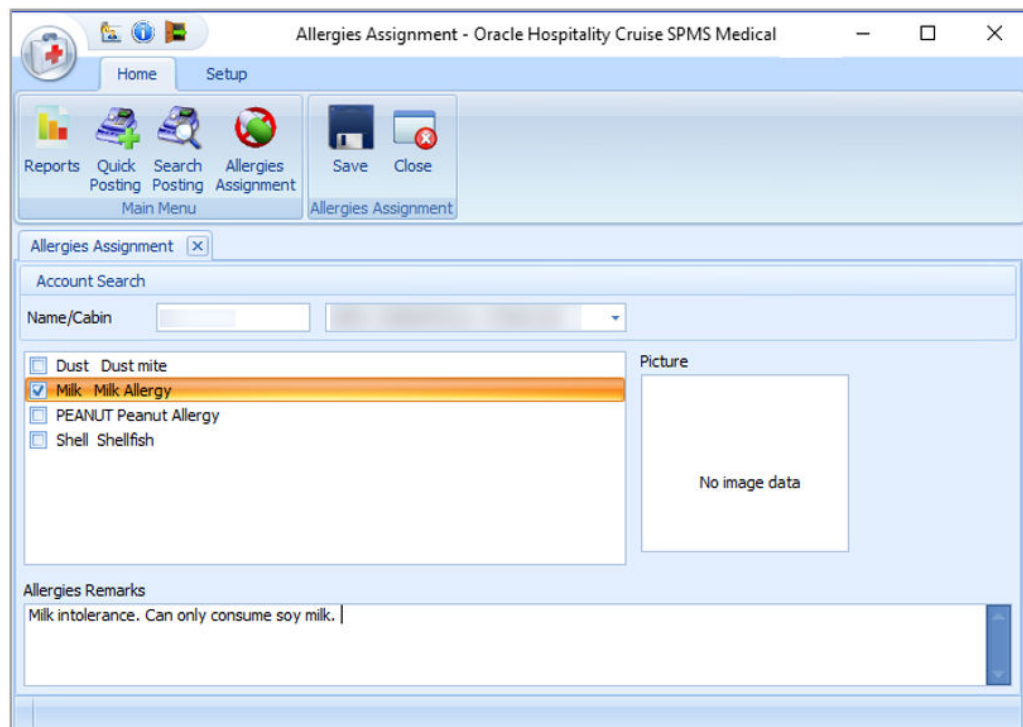 Allergies Assignment - Oracle Hospitality Cruise SPMS Medical
Home Setup
Reports Quick Posting Search Posting Allergies Assignment Save Close
Main Menu Allergies Assignment
Allergies Assignment
Account Search
Name/Cabin
Dust Dust mite
Milk Milk Allergy
PEANUT Peanut Allergy
Shell Shellfish
Picture
No image data
Allergies Remarks
Milk intolerance. Can only consume soy milk.